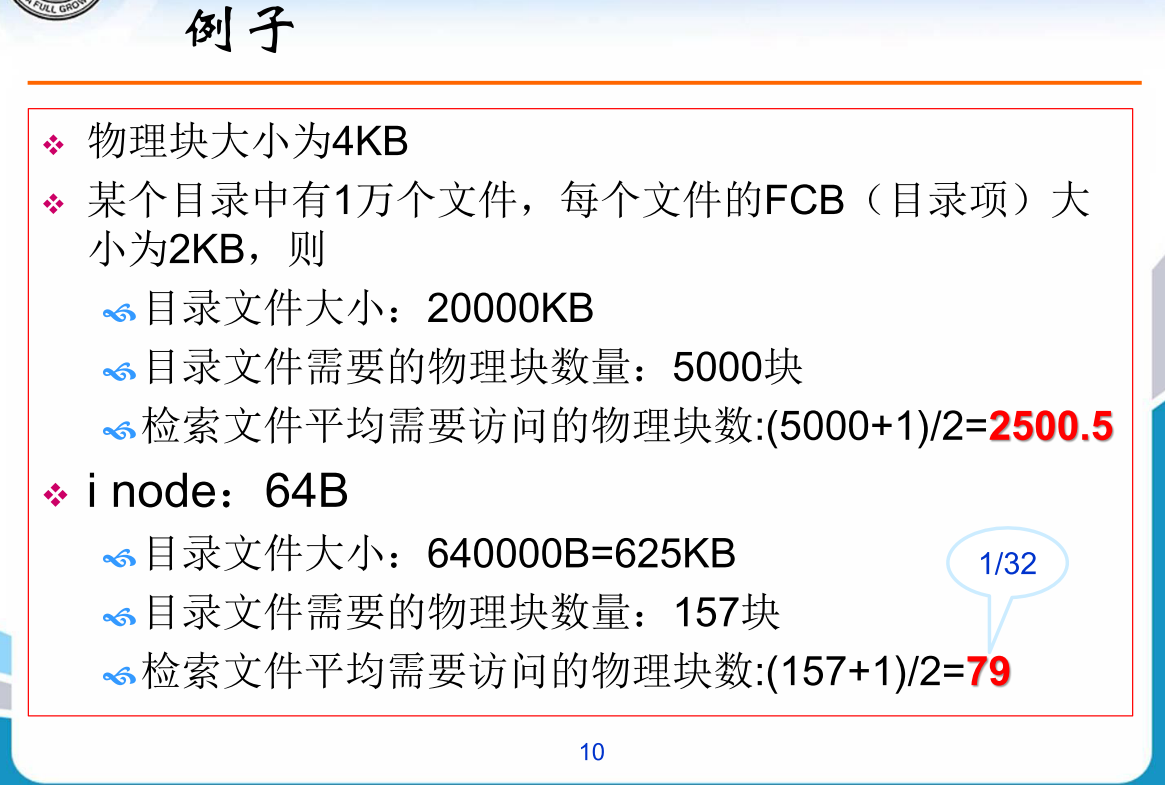 A FULL GROW
例子
物理块大小为4KB
某个目录中有1万个文件，每个文件的FCB（目录项）大
小为2KB，则
目录文件大小：20000KB
目录文件需要的物理块数量：5000块
检索文件平均需要访问的物理块数:(5000+1)/2=2500.5
i node：64B
目录文件大小：640000B=625KB
1/32
目录文件需要的物理块数量：157块
检索文件平均需要访问的物理块数:(157+1)/2=79
10